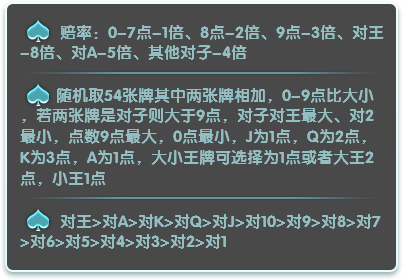 赔率：0-7点-1倍、8点-2倍、9点-3倍、对王
-8倍、对A-5倍、其他对子-4倍
随机取54张牌其中两张牌相加，0-9点比大小
，若两张牌是对子则大于9点，对子对王最大、对2
最小，点数9点最大，0点最小，J为1点，Q为2点，
K为3点，A为1点，大小王牌可选择为1点或者大王2
点，小王1点
对王>对A>对K>对Q>对J>对10>对9>对8>对7
>对6>对5>对4>对3>对2>对1